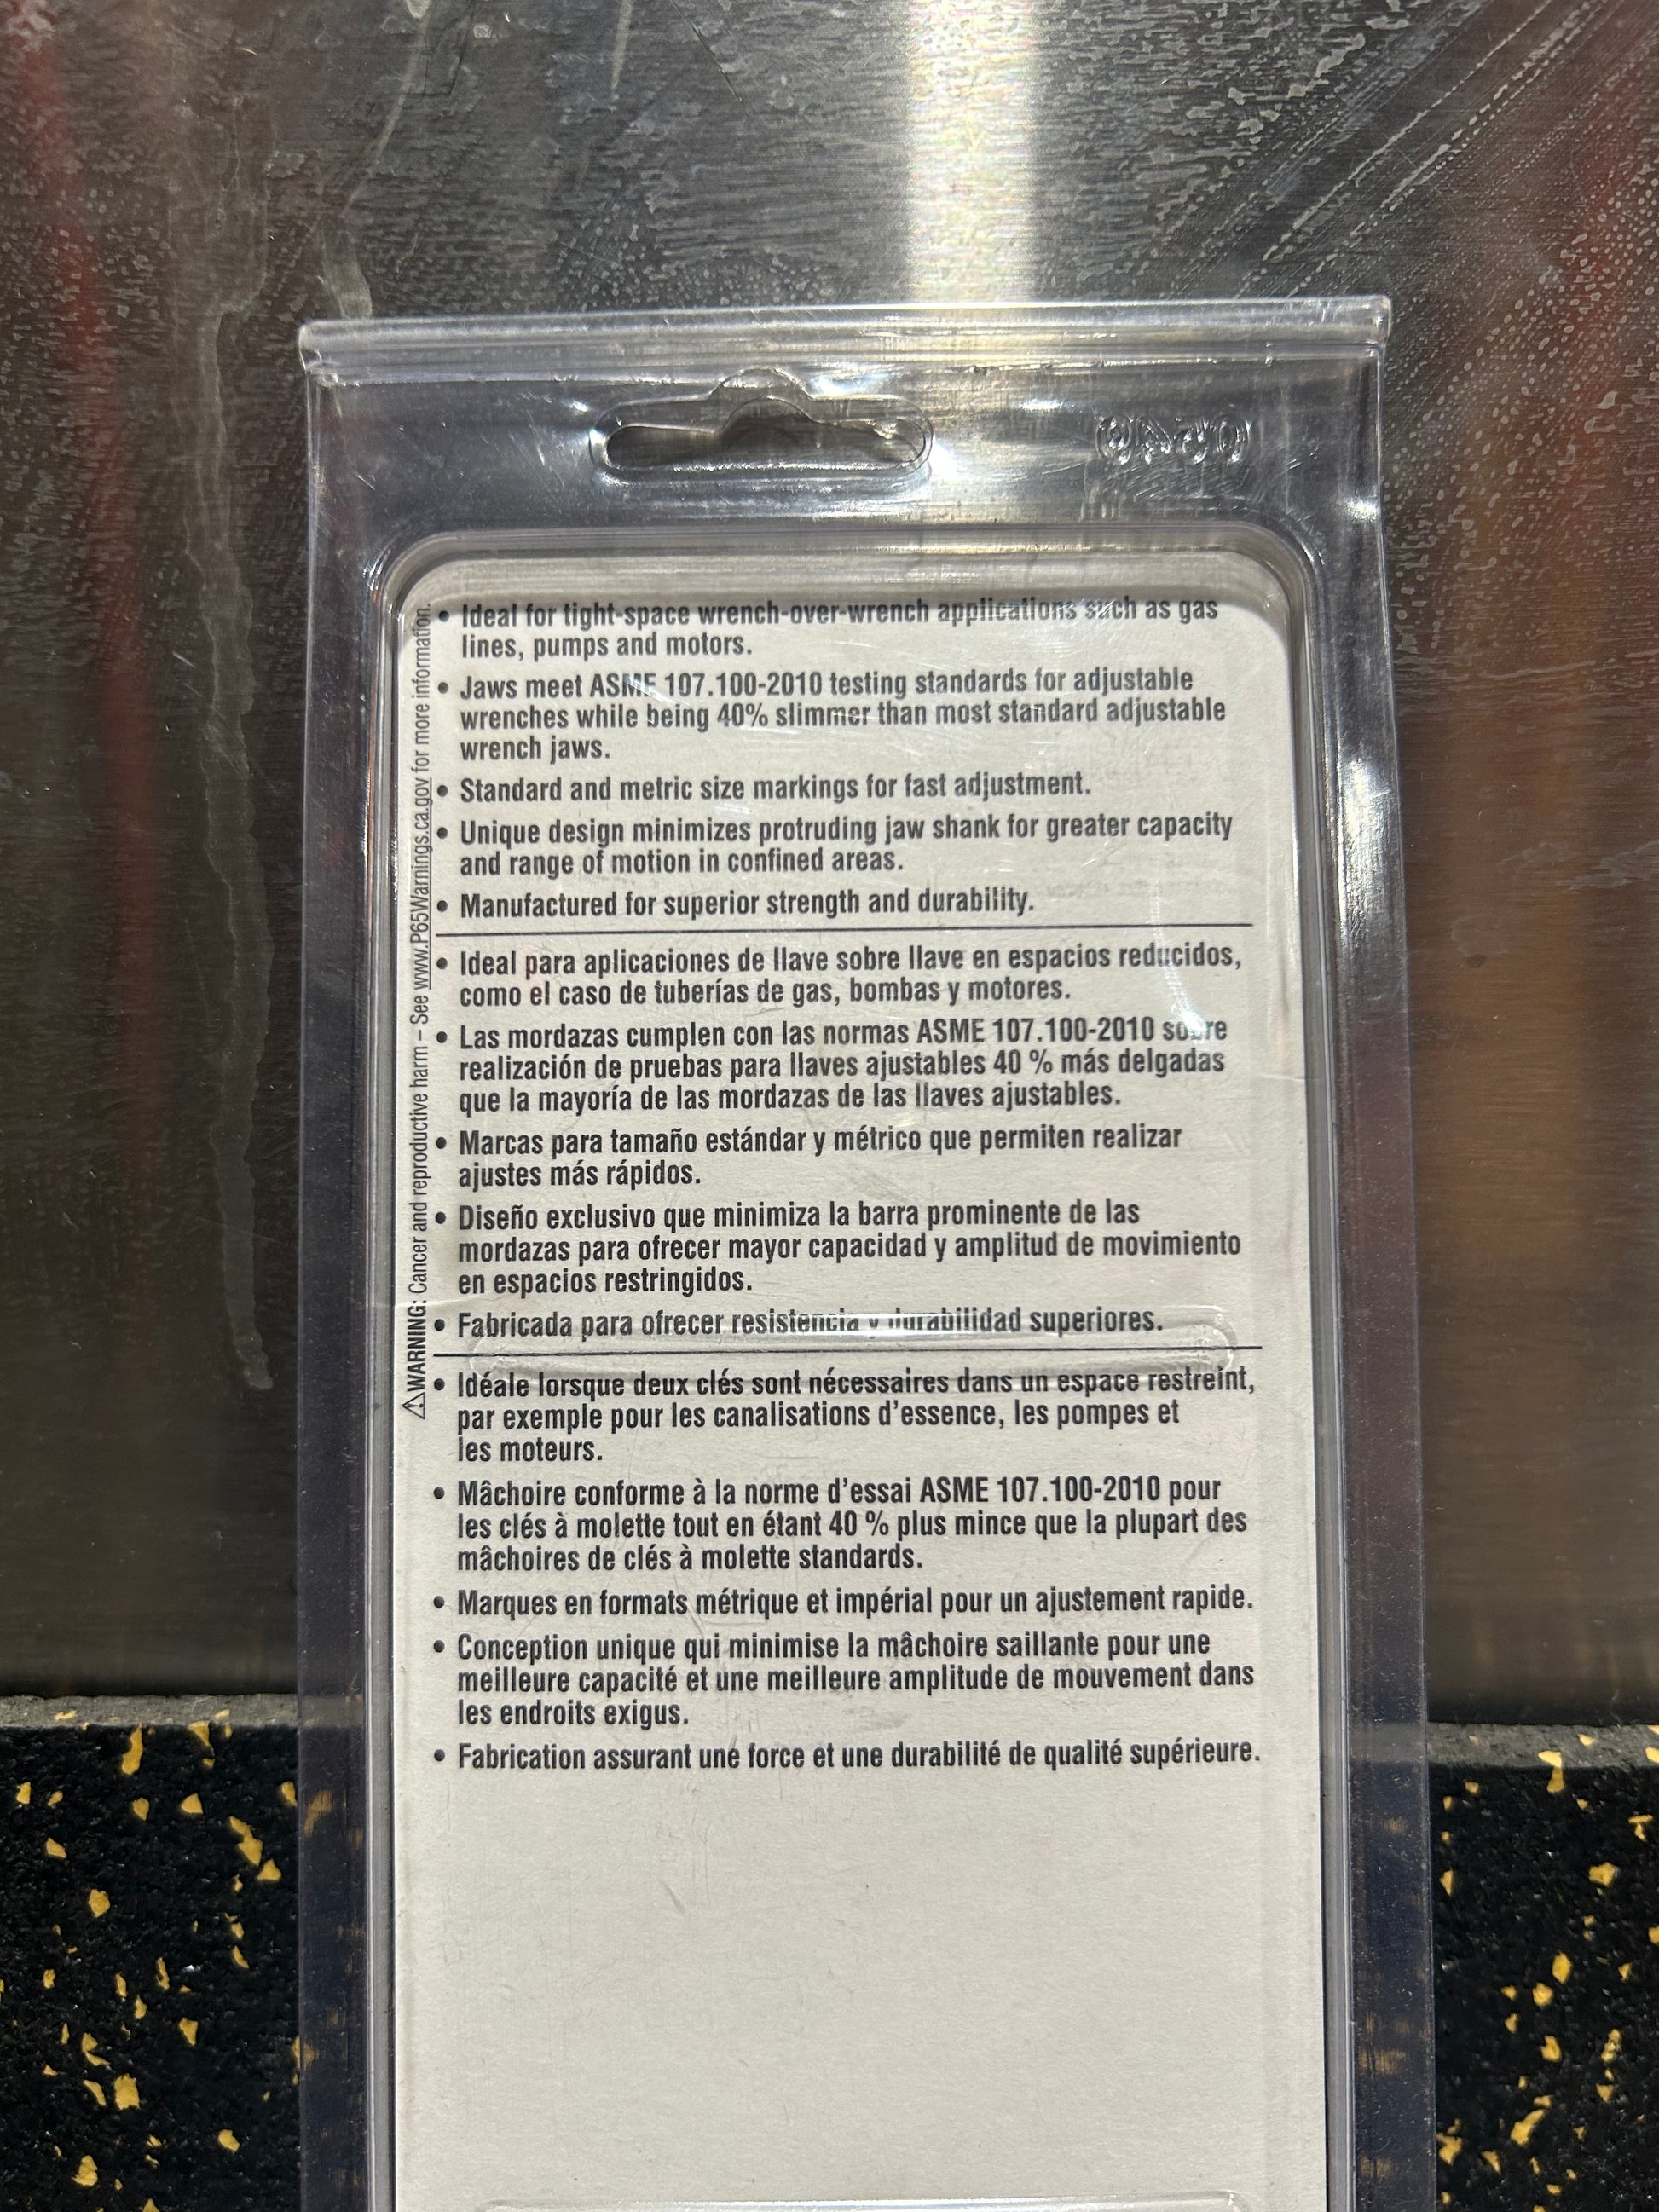 • Ideal for tight-space wrench-over-wrench applications such as gas
lines, pumps and motors.
• Jaws meet ASME 107.100-2010 testing standards for adjustable
wrenches while being 40% slimmer than most standard adjustable
wrench jaws.
• Standard and metric size markings for fast adjustment.
• Unique design minimizes protruding jaw shank for greater capacity
and range of motion in confined areas.
• Manufactured for superior strength and durability.
• Ideal para aplicaciones de llave sobre llave en espacios reducidos,
como el caso de tuberías de gas, bombas y motores.
• Las mordazas cumplen con las normas ASME 107.100-2010 sobre
realización de pruebas para llaves ajustables 40 % más delgadas
que la mayoría de las mordazas de las llaves ajustables.
• Marcas para tamaño estándar y métrico que permiten realizar
ajustes más rápidos.
• Diseño exclusivo que minimiza la barra prominente de las
mordazas para ofrecer mayor capacidad y amplitud de movimiento
en espacios restringidos.
• Fabricada para ofrecer resistencia y durabilidad superiores.
• Idéale lorsque deux clés sont nécessaires dans un espace restreint,
par exemple pour les canalisations d'essence, les pompes et
les moteurs.
• Mâchoire conforme à la norme d'essai ASME 107.100-2010 pour
les clés à molette tout en étant 40 % plus mince que la plupart des
mâchoires de clés à molette standards.
• Marques en formats métrique et impérial pour un ajustement rapide.
• Conception unique qui minimise la mâchoire saillante pour une
meilleure capacité et une meilleure amplitude de mouvement dans
les endroits exigus.
• Fabrication assurant une force et une durabilité de qualité supérieure.
⚠WARNING: Cancer and reproductive harm – See www.P65Warnings.ca.gov for more information.